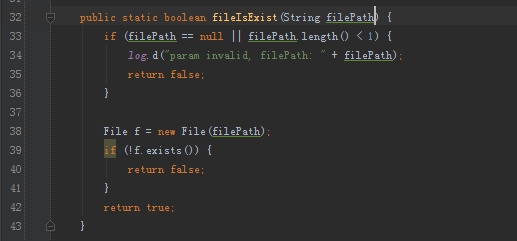 32 public static boolean fileIsExist(String filePath) {
33 if (filePath == null || filePath.length() < 1) {
34 log.d("param invalid, filePath: " + filePath);
35 return false;
36 }
37
38 File f = new File(filePath);
39 if (!f.exists()) {
40 return false;
41 }
42 return true;
43 }